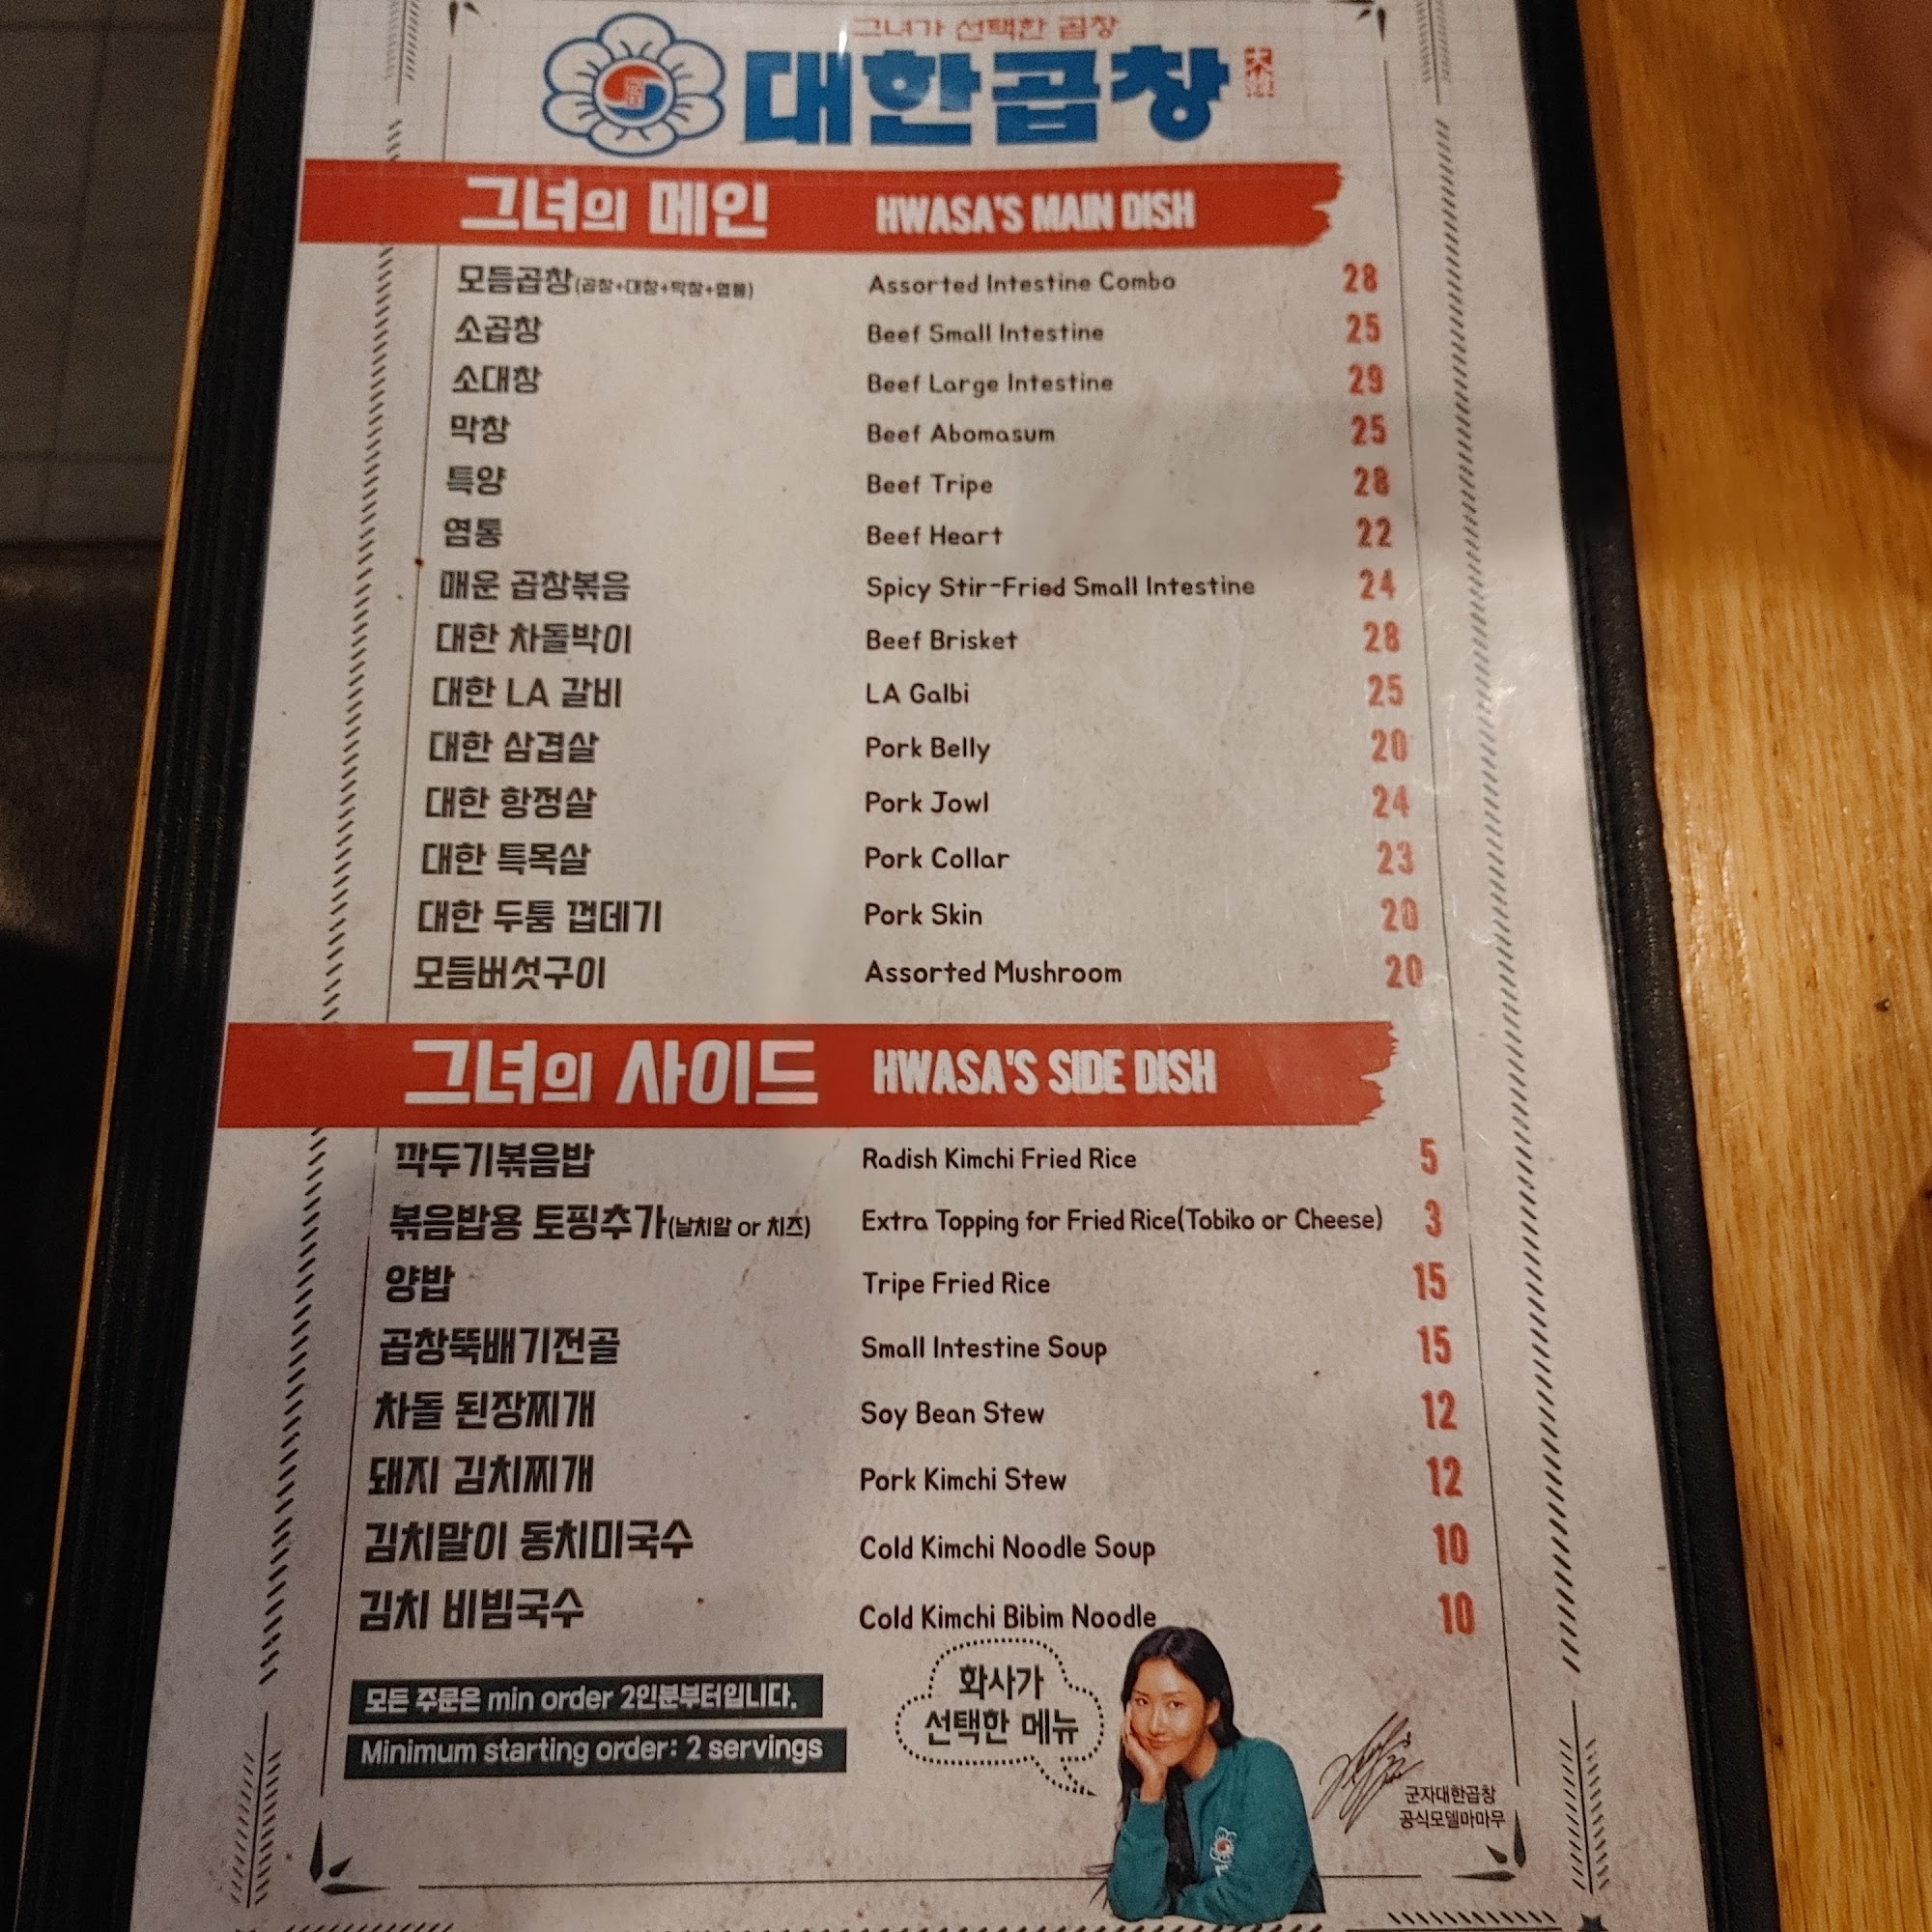 그녀가 선택한 곱창
대한곱창
그녀의 메인 HWASA'S MAIN DISH
모듬곱창(곱창+대창+막창+염통) Assorted Intestine Combo 28
소곱창 Beef Small Intestine 25
소대창 Beef Large Intestine 29
막창 Beef Abomasum 25
특양 Beef Tripe 28
염통 Beef Heart 22
매운 곱창볶음 Spicy Stir-Fried Small Intestine 24
대한 차돌박이 Beef Brisket 28
대한 LA 갈비 LA Galbi 25
대한 삼겹살 Pork Belly 20
대한 항정살 Pork Jowl 24
대한 특목살 Pork Collar 23
대한 두툼 껍데기 Pork Skin 20
모듬버섯구이 Assorted Mushroom 20
그녀의 사이드 HWASA'S SIDE DISH
깍두기볶음밥 Radish Kimchi Fried Rice 5
볶음밥용 토핑추가(날치알 or 치즈) Extra Topping for Fried Rice(Tobiko or Cheese) 3
양밥 Tripe Fried Rice 15
곱창뚝배기전골 Small Intestine Soup 15
차돌 된장찌개 Soy Bean Stew 12
돼지 김치찌개 Pork Kimchi Stew 12
김치말이 동치미국수 Cold Kimchi Noodle Soup 10
김치 비빔국수 Cold Kimchi Bibim Noodle 10
모든 주문은 min order 2인분부터입니다.
Minimum starting order: 2 servings
화사가
선택한 메뉴
군자대한곱창
공식모델마마무